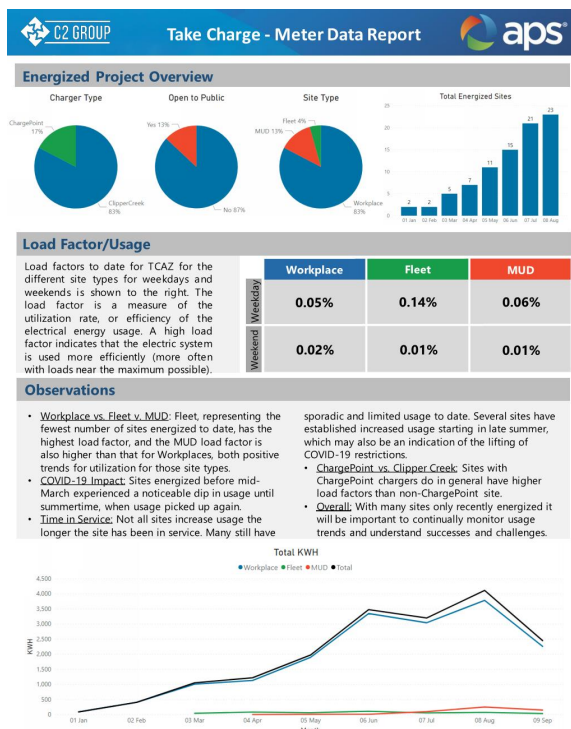 C2 GROUP
Take Charge - Meter Data Report
aps
Energized Project Overview
Charger Type
ChargePoint
17%
ClipperCreek
83%
Open to Public
Yes 13%
No 87%
Site Type
Fleet 4%
MUD 13%
Workplace
83%
Total Energized Sites
25
20
15
10
5
0
2
2
5
7
11
15
21
23
01 Jan
02 Feb
03 Mar
04 Apr
05 May
06 Jun
07 Jul
08 Aug
Load Factor/Usage
Load factors to date for TCAZ for the
different site types for weekdays and
weekends is shown to the right. The
load factor is a measure of the
utilization rate, or efficiency of the
electrical energy usage. A high load
factor indicates that the electric system
is used more efficiently (more often
with loads near the maximum possible).
Workplace Fleet MUD
Weekday 0.05% 0.14% 0.06%
Weekend 0.02% 0.01% 0.01%
Observations
• Workplace vs. Fleet v. MUD: Fleet, representing the
fewest number of sites energized to date, has the
highest load factor, and the MUD load factor is
also higher than that for Workplaces, both positive
trends for utilization for those site types.
• COVID-19 Impact: Sites energized before mid-
March experienced a noticeable dip in usage until
summertime, when usage picked up again.
• Time in Service: Not all sites increase usage the
longer the site has been in service. Many still have
sporadic and limited usage to date. Several sites have
established increased usage starting in late summer,
which may also be an indication of the lifting of
COVID-19 restrictions.
• ChargePoint vs. Clipper Creek: Sites with
ChargePoint chargers do in general have higher
load factors than non-ChargePoint site.
• Overall: With many sites only recently energized it
will be important to continually monitor usage
trends and understand successes and challenges.
Total KWH
Workplace Fleet MUD Total
KWH
4,500
4,000
3,500
3,000
2,500
2,000
1,500
1,000
500
0
01 Jan
02 Feb
03 Mar
04 Apr
05 May
06 Jun
07 Jul
08 Aug
09 Sep